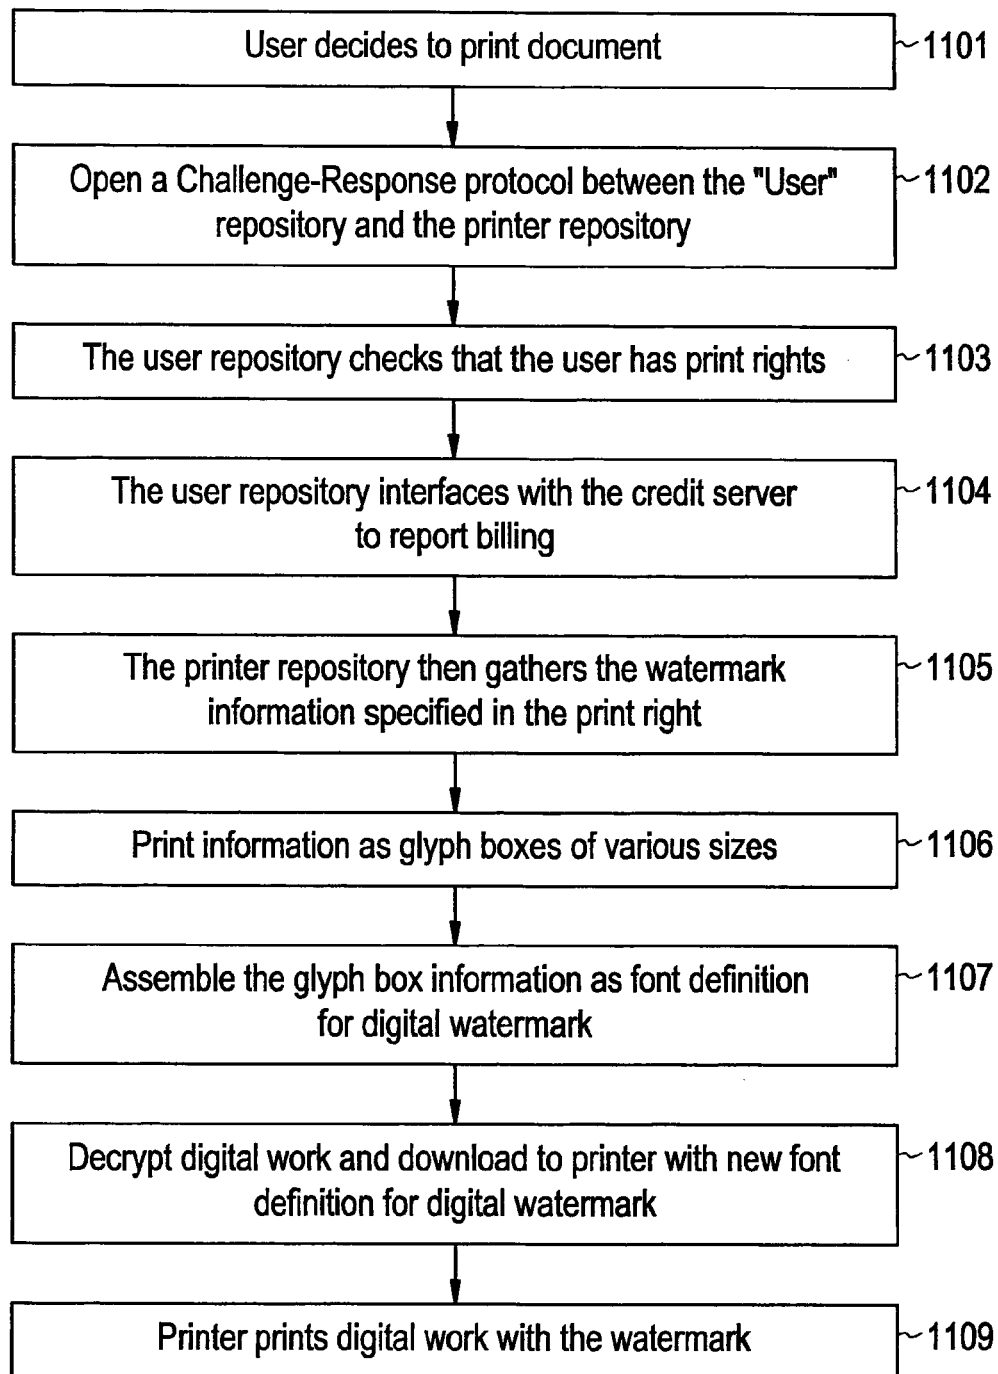 User decides to print document
1101
Open a Challenge-Response protocol between the "User"
repository and the printer repository
1102
The user repository checks that the user has print rights
1103
The user repository interfaces with the credit server
to report billing
1104
The printer repository then gathers the watermark
information specified in the print right
1105
Print information as glyph boxes of various sizes
1106
Assemble the glyph box information as font definition
for digital watermark
1107
Decrypt digital work and download to printer with new font
definition for digital watermark
1108
Printer prints digital work with the watermark
1109